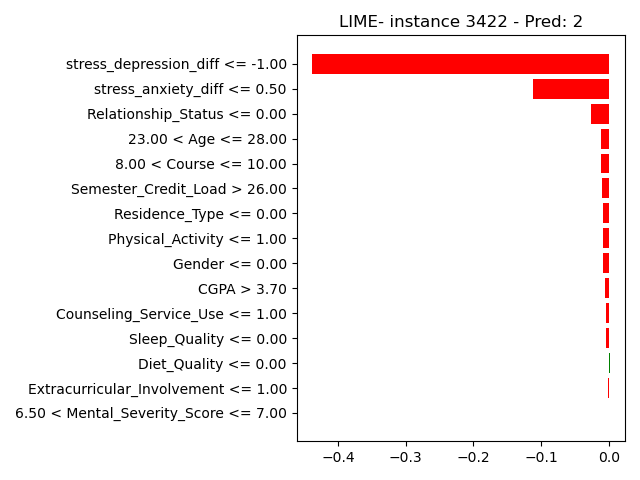 LIME- instance 3422 - Pred: 2
stress_depression_diff <= -1.00
stress_anxiety_diff <= 0.50
Relationship_Status <= 0.00
23.00 < Age <= 28.00
8.00 < Course <= 10.00
Semester_Credit_Load > 26.00
Residence_Type <= 0.00
Physical_Activity <= 1.00
Gender <= 0.00
CGPA > 3.70
Counseling_Service_Use <= 1.00
Sleep_Quality <= 0.00
Diet_Quality <= 0.00
Extracurricular_Involvement <= 1.00
6.50 < Mental_Severity_Score <= 7.00
−0.4 −0.3 −0.2 −0.1 0.0